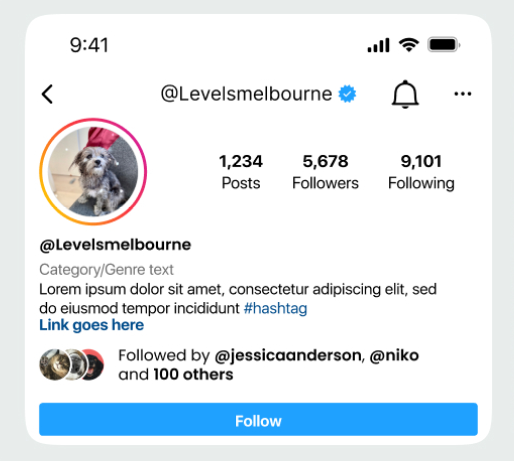 9:41
@Levelsmelbourne
1,234 5,678 9,101
Posts Followers Following
@Levelsmelbourne
Category/Genre text
Lorem ipsum dolor sit amet, consectetur adipiscing elit, sed
do eiusmod tempor incididunt #hashtag
Link goes here
Followed by @jessicaanderson, @niko
and 100 others
Follow